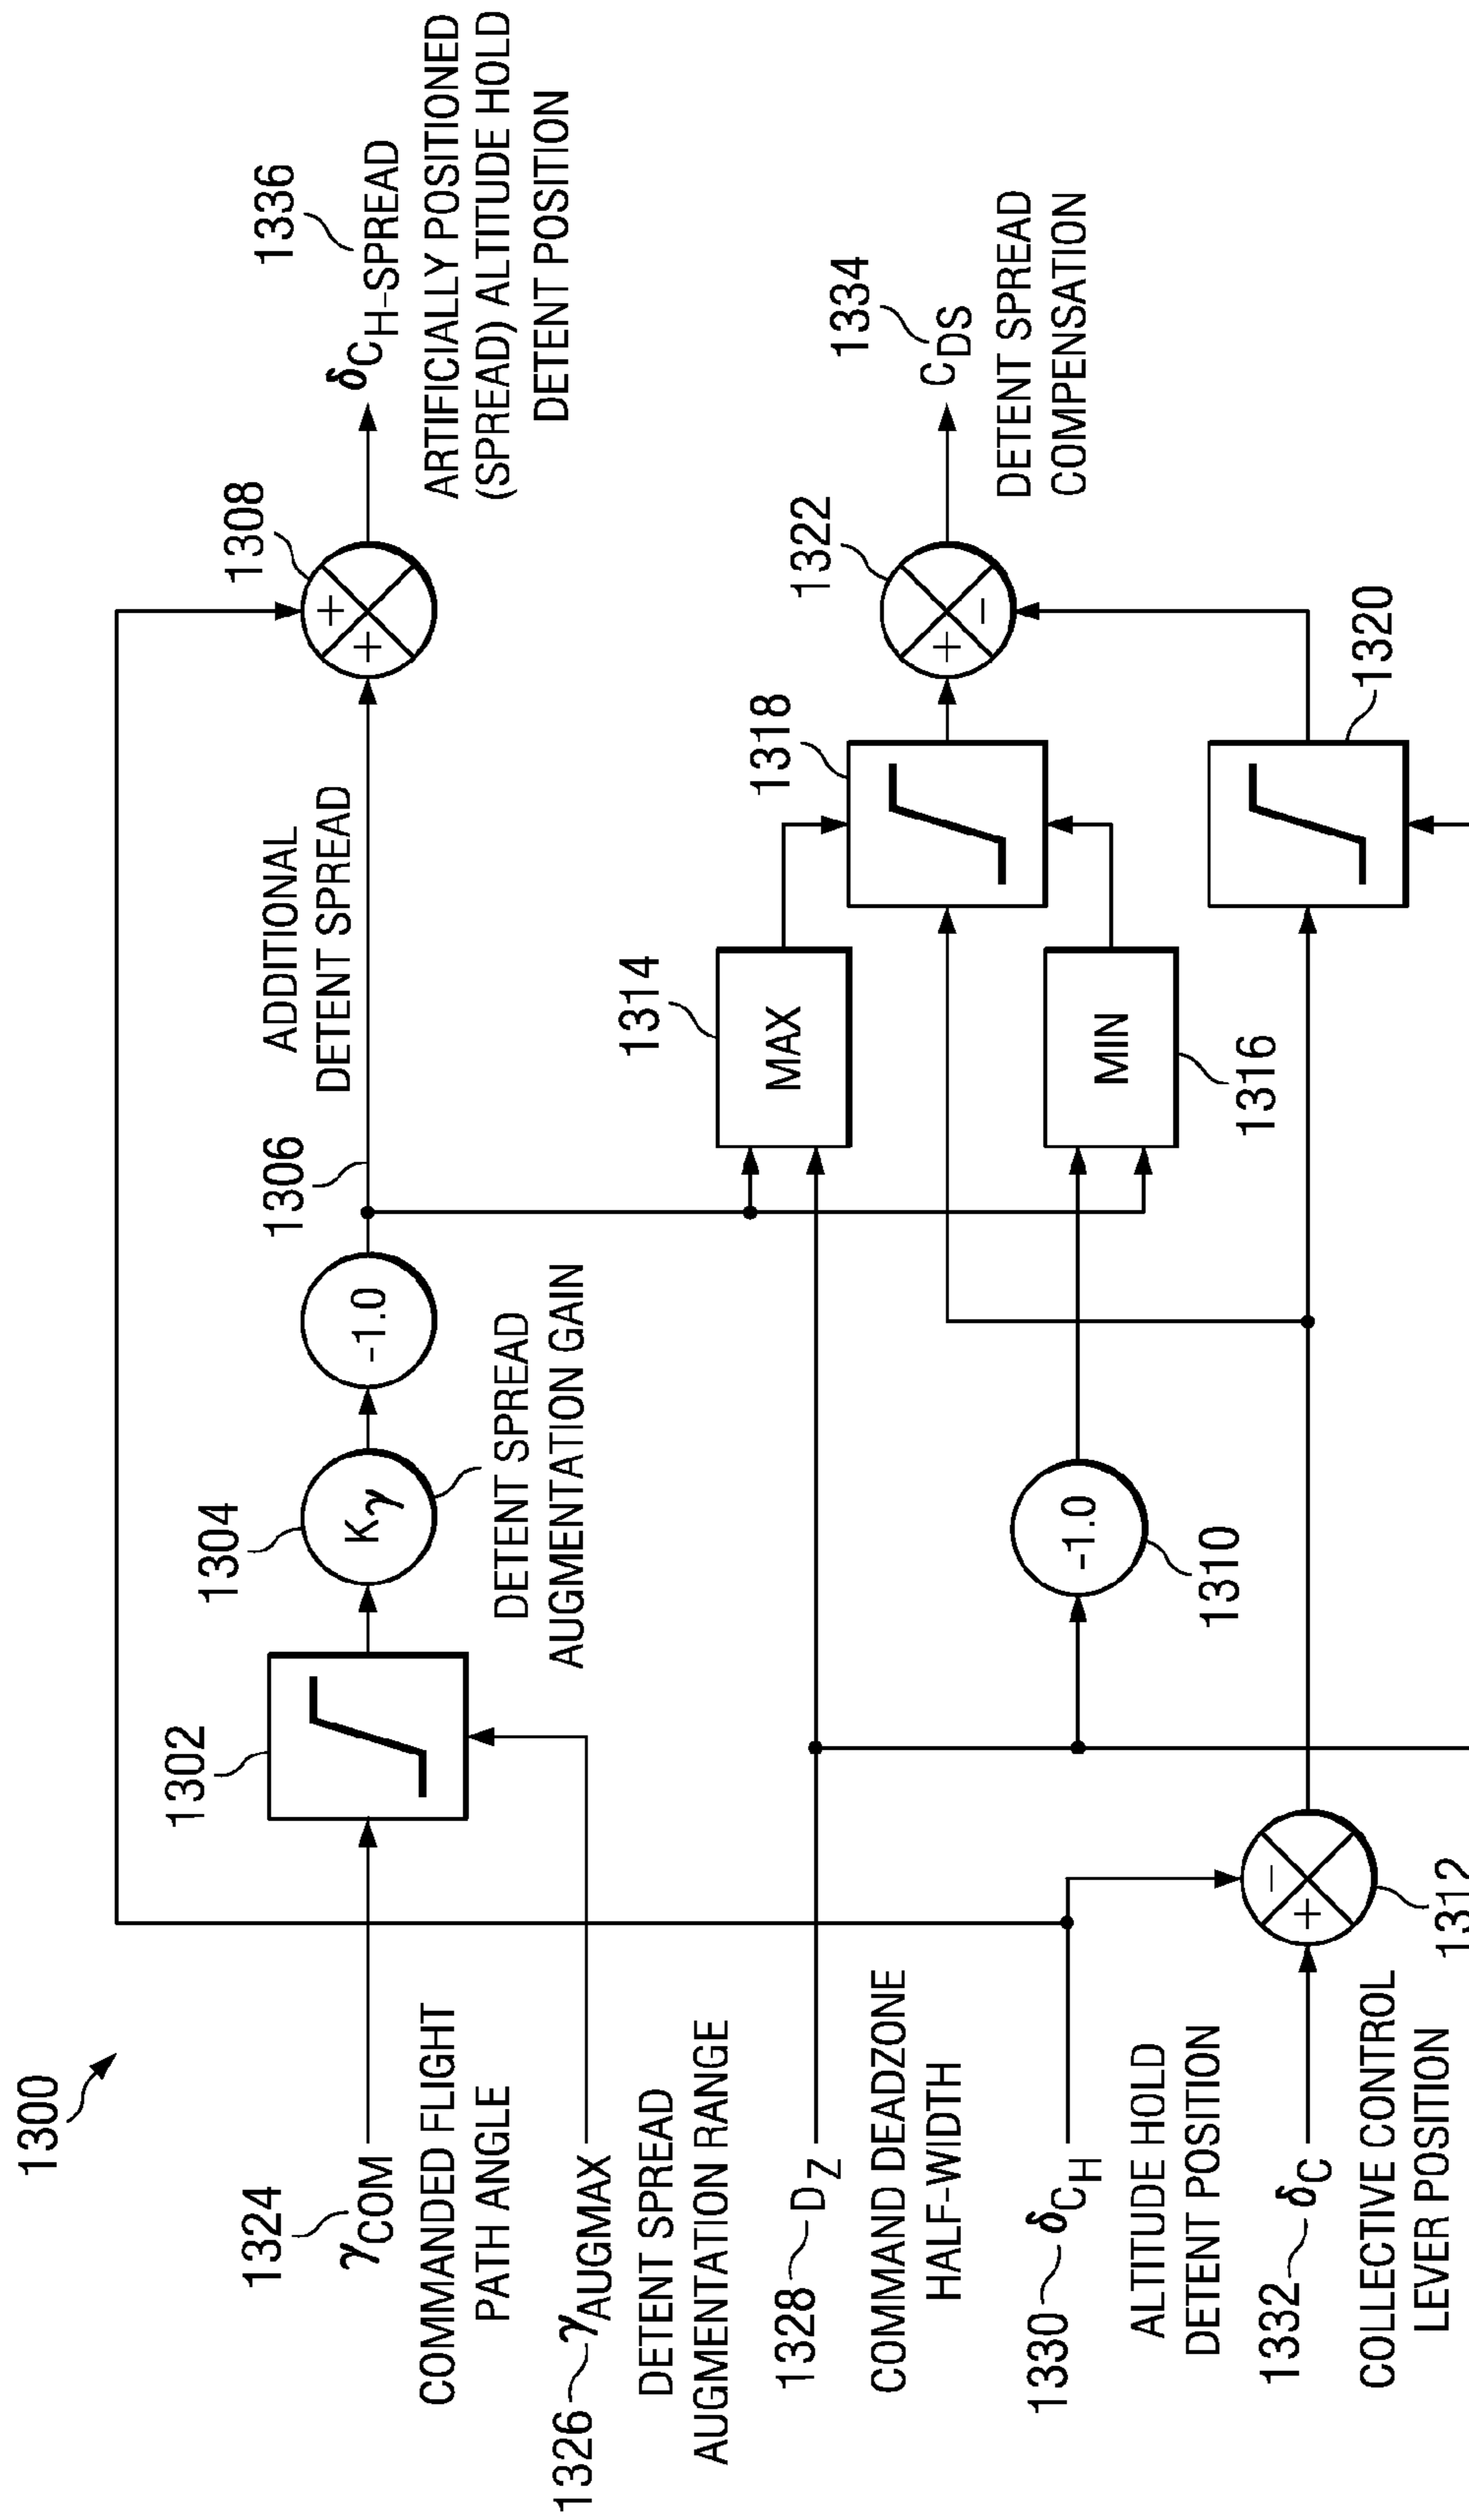 1300
1324
γCOM
COMMANDED FLIGHT
PATH ANGLE
1326
γAUGMAX
DETENT SPREAD
AUGMENTATION RANGE
1328
DZ
COMMAND DEADZONE
HALF-WIDTH
1330
δCH
ALTITUDE HOLD
DETENT POSITION
1332
δC
COLLECTIVE CONTROL
LEVER POSITION
1302
1304
Kγ
DETENT SPREAD
AUGMENTATION GAIN
-1.0
1306
ADDITIONAL
DETENT SPREAD
1308
+
+
1336
δCH-SPREAD
ARTIFICIALLY POSITIONED
(SPREAD) ALTITUDE HOLD
DETENT POSITION
1310
-1.0
1312
−
+
1314
MAX
MIN
1316
1318
1320
1322
+
−
1334
CDS
DETENT SPREAD
COMPENSATION